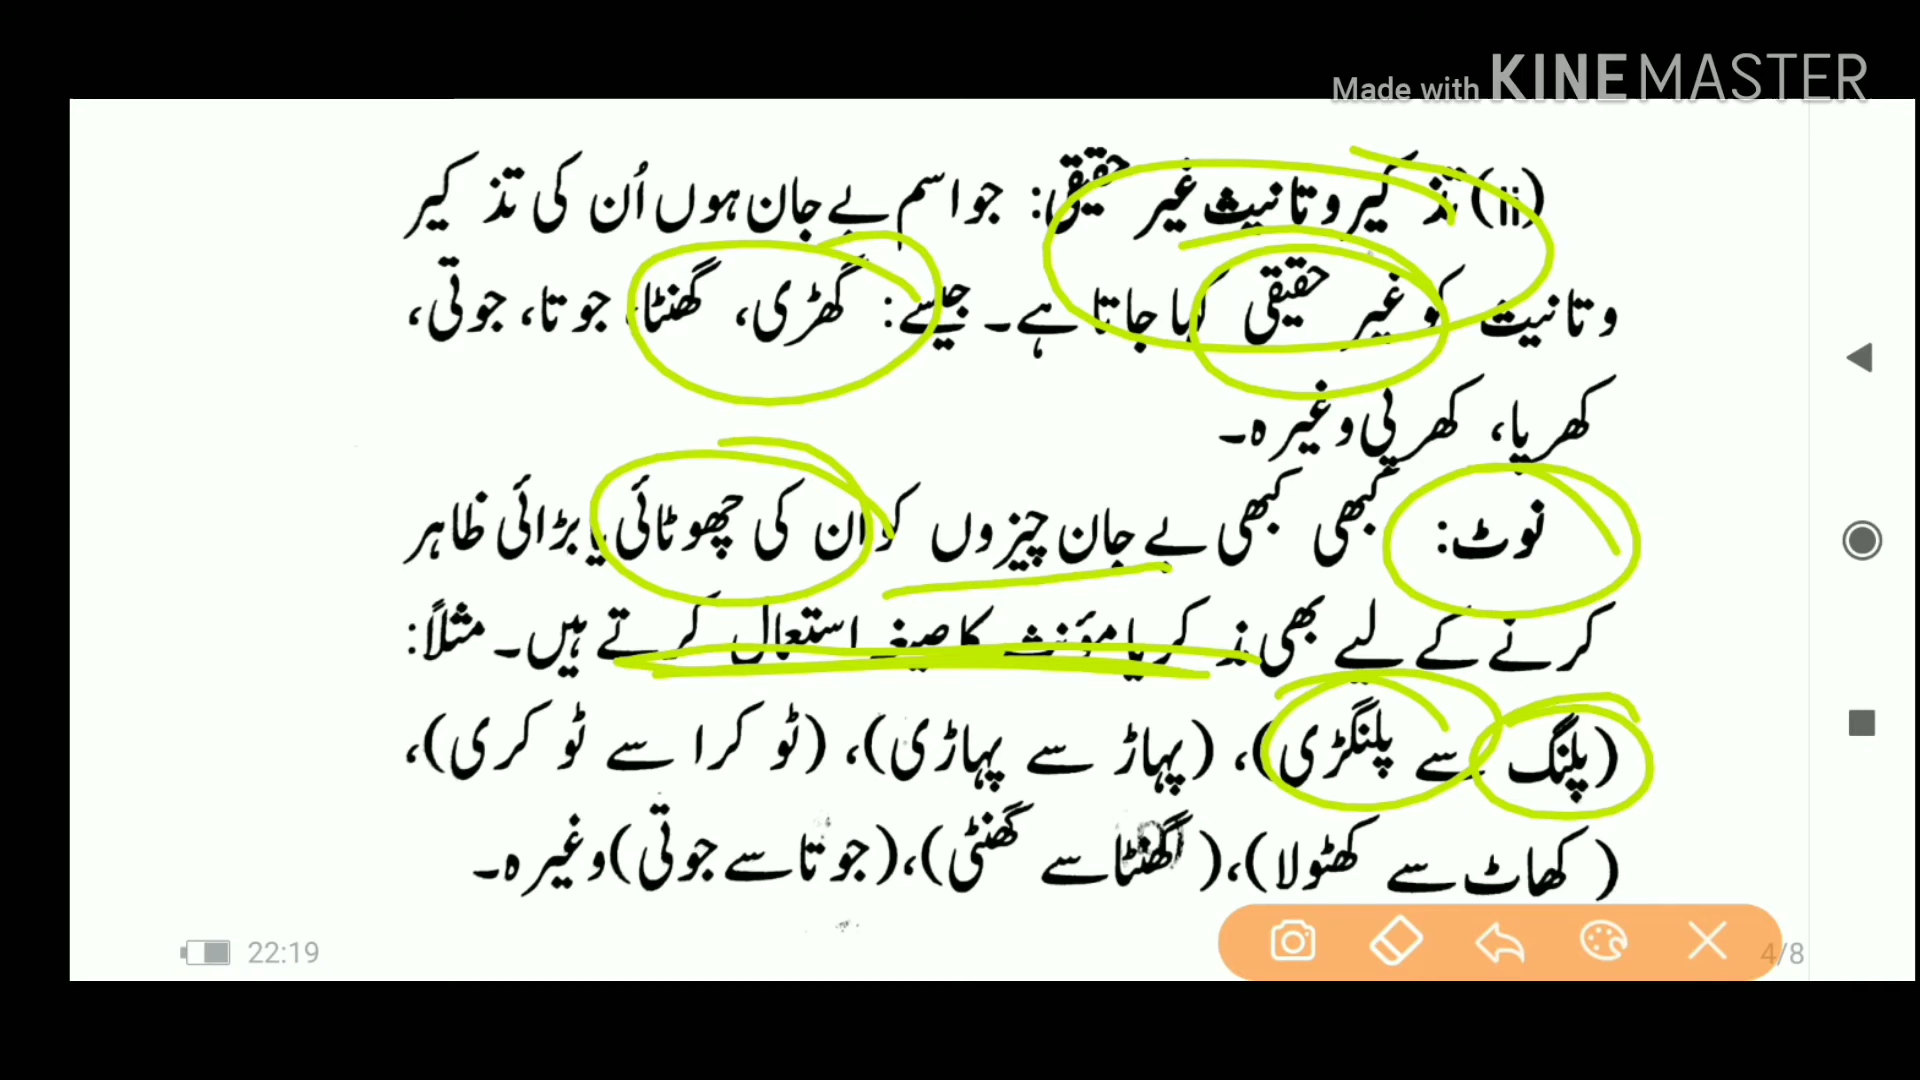 Made with KINEMASTER
(ii) تذکیر و تانیث غیر حقیقی: جو اسم بے جان ہوں اُن کی تذکیر
و تانیث کو غیر حقیقی کہا جاتا ہے۔ جیسے: گھڑی، گھنٹا، جوتا، جوتی،
کھرپا، کھرپی وغیرہ۔
نوٹ: کبھی کبھی بے جان چیزوں کو ان کی چھوٹائی یا بڑائی ظاہر
کرنے کے لیے بھی مذکر یا مؤنث کا صیغہ استعمال کرتے ہیں۔ مثلاً:
(پلنگ سے پلنگڑی)، (پہاڑ سے پہاڑی)، (ٹوکرا سے ٹوکری)،
(کھاٹ سے کھٹولا)، (گھنٹا سے گھنٹی)، (جوتا سے جوتی) وغیرہ۔
22:19
4/8